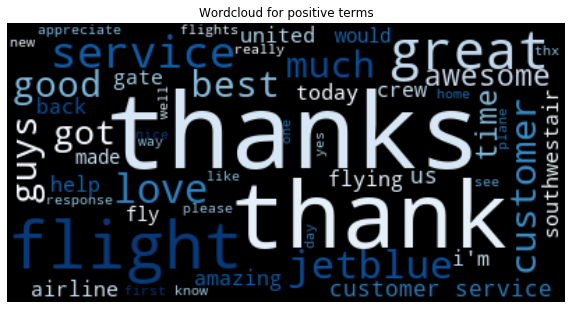 Wordcloud for positive terms
appreciate
flights
new
service
united
would
really
much
great
thx
good
gate
best
awesome
back
today
crew
home
guys
got
thanks
well
nice
way
made
one
yes
time
plane
customer
southwestair
help
love
like
flying
us
see
response
fly
please
thank
day
flight
jetblue
i'm
amazing
airline
first
know
customer service